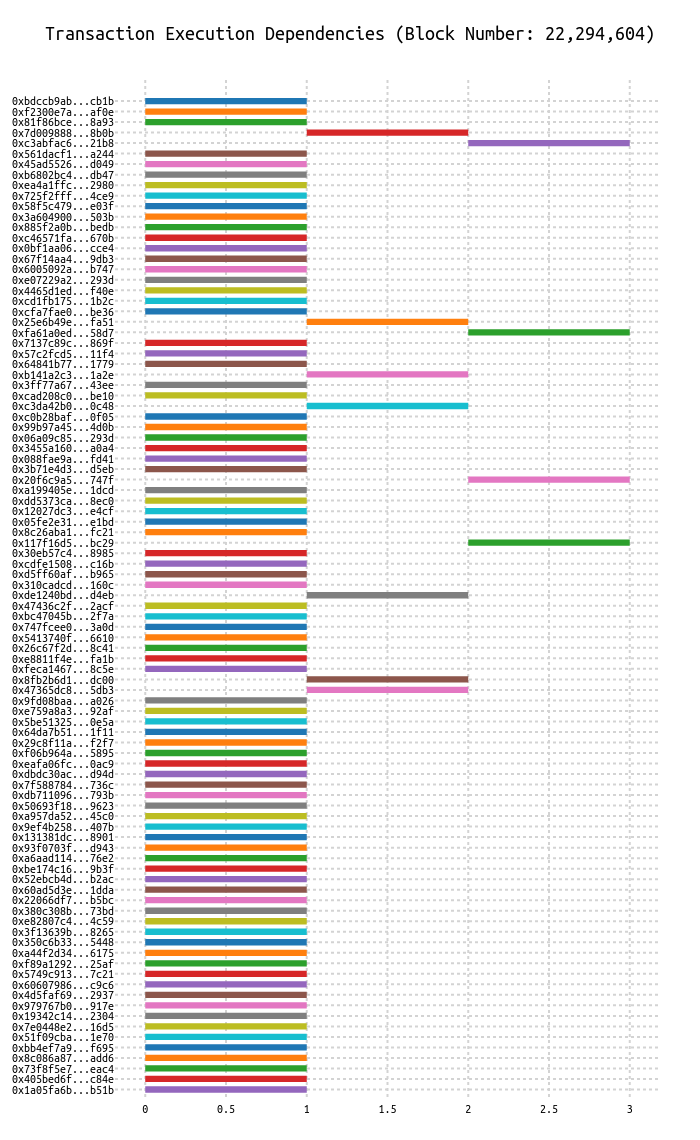 Transaction Execution Dependencies (Block Number: 22,294,604)
0xbdccb9ab...cb1b
0xf2300e7a...af0e
0x81f86bce...8a93
0x7d009888...8b0b
0xc3abfac6...21b8
0x561dacf1...a244
0x45ad5526...d049
0xb6802bc4...db47
0xea4a1ffc...2980
0x725f2fff...4ce9
0x58f5c479...e03f
0x3a604900...503b
0x885f2a0b...bedb
0xc46571fa...670b
0x0bf1aa06...cce4
0x67f14aa4...9db3
0x6005092a...b747
0xe07229a2...293d
0x4465d1ed...f40e
0xcd1fb175...1b2c
0xcfa7fae0...be36
0x25e6b49e...fa51
0xfa61a0ed...58d7
0x7137c89c...869f
0x57c2fcd5...11f4
0x64841b77...1779
0xb141a2c3...1a2e
0x3ff77a67...43ee
0xcad208c0...be10
0xc3da42b0...0c48
0xc0b28baf...0f05
0x99b97a45...4d0b
0x06a09c85...293d
0x3455a160...a0a4
0x088fae9a...fd41
0x3b71e4d3...d5eb
0x20f6c9a5...747f
0xa199405e...1dcd
0xdd5373ca...8ec0
0x12027dc3...e4cf
0x05fe2e31...e1bd
0x8c26aba1...fc21
0x117f16d5...bc29
0x30eb57c4...8985
0xcdfe1508...c16b
0xd5ff60af...b965
0x310cadcd...160c
0xde1240bd...d4eb
0x47436c2f...2acf
0xbc47045b...2f7a
0x747fcee0...3a0d
0x5413740f...6610
0x26c67f2d...8c41
0xe8811f4e...fa1b
0xfeca1467...8c5e
0x8fb2b6d1...dc00
0x47365dc8...5db3
0x9fd08baa...a026
0xe759a8a3...92af
0x5be51325...0e5a
0x64da7b51...1f11
0x29c8f11a...f2f7
0xf06b964a...5895
0xeafa06fc...0ac9
0xdbdc30ac...d94d
0x7f588784...736c
0xdb711096...793b
0x50693f18...9623
0xa957da52...45c0
0x9ef4b258...407b
0x131381dc...8901
0x93f0703f...d943
0xa6aad114...76e2
0xbe174c16...9b3f
0x52ebcb4d...b2ac
0x60ad5d3e...1dda
0x22066df7...b5bc
0x380c308b...73bd
0xe82807c4...4c59
0x3f13639b...8265
0x350c6b33...5448
0xa44f2d34...6175
0xf89a1292...25af
0x5749c913...7c21
0x60607986...c9c6
0x4d5faf69...2937
0x979767b0...917e
0x19342c14...2304
0x7e0448e2...16d5
0x51f09cba...1e70
0xbb4ef7a9...f695
0x8c086a87...add6
0x73f8f5e7...eac4
0x405bed6f...c84e
0x1a05fa6b...b51b
0 0.5 1 1.5 2 2.5 3